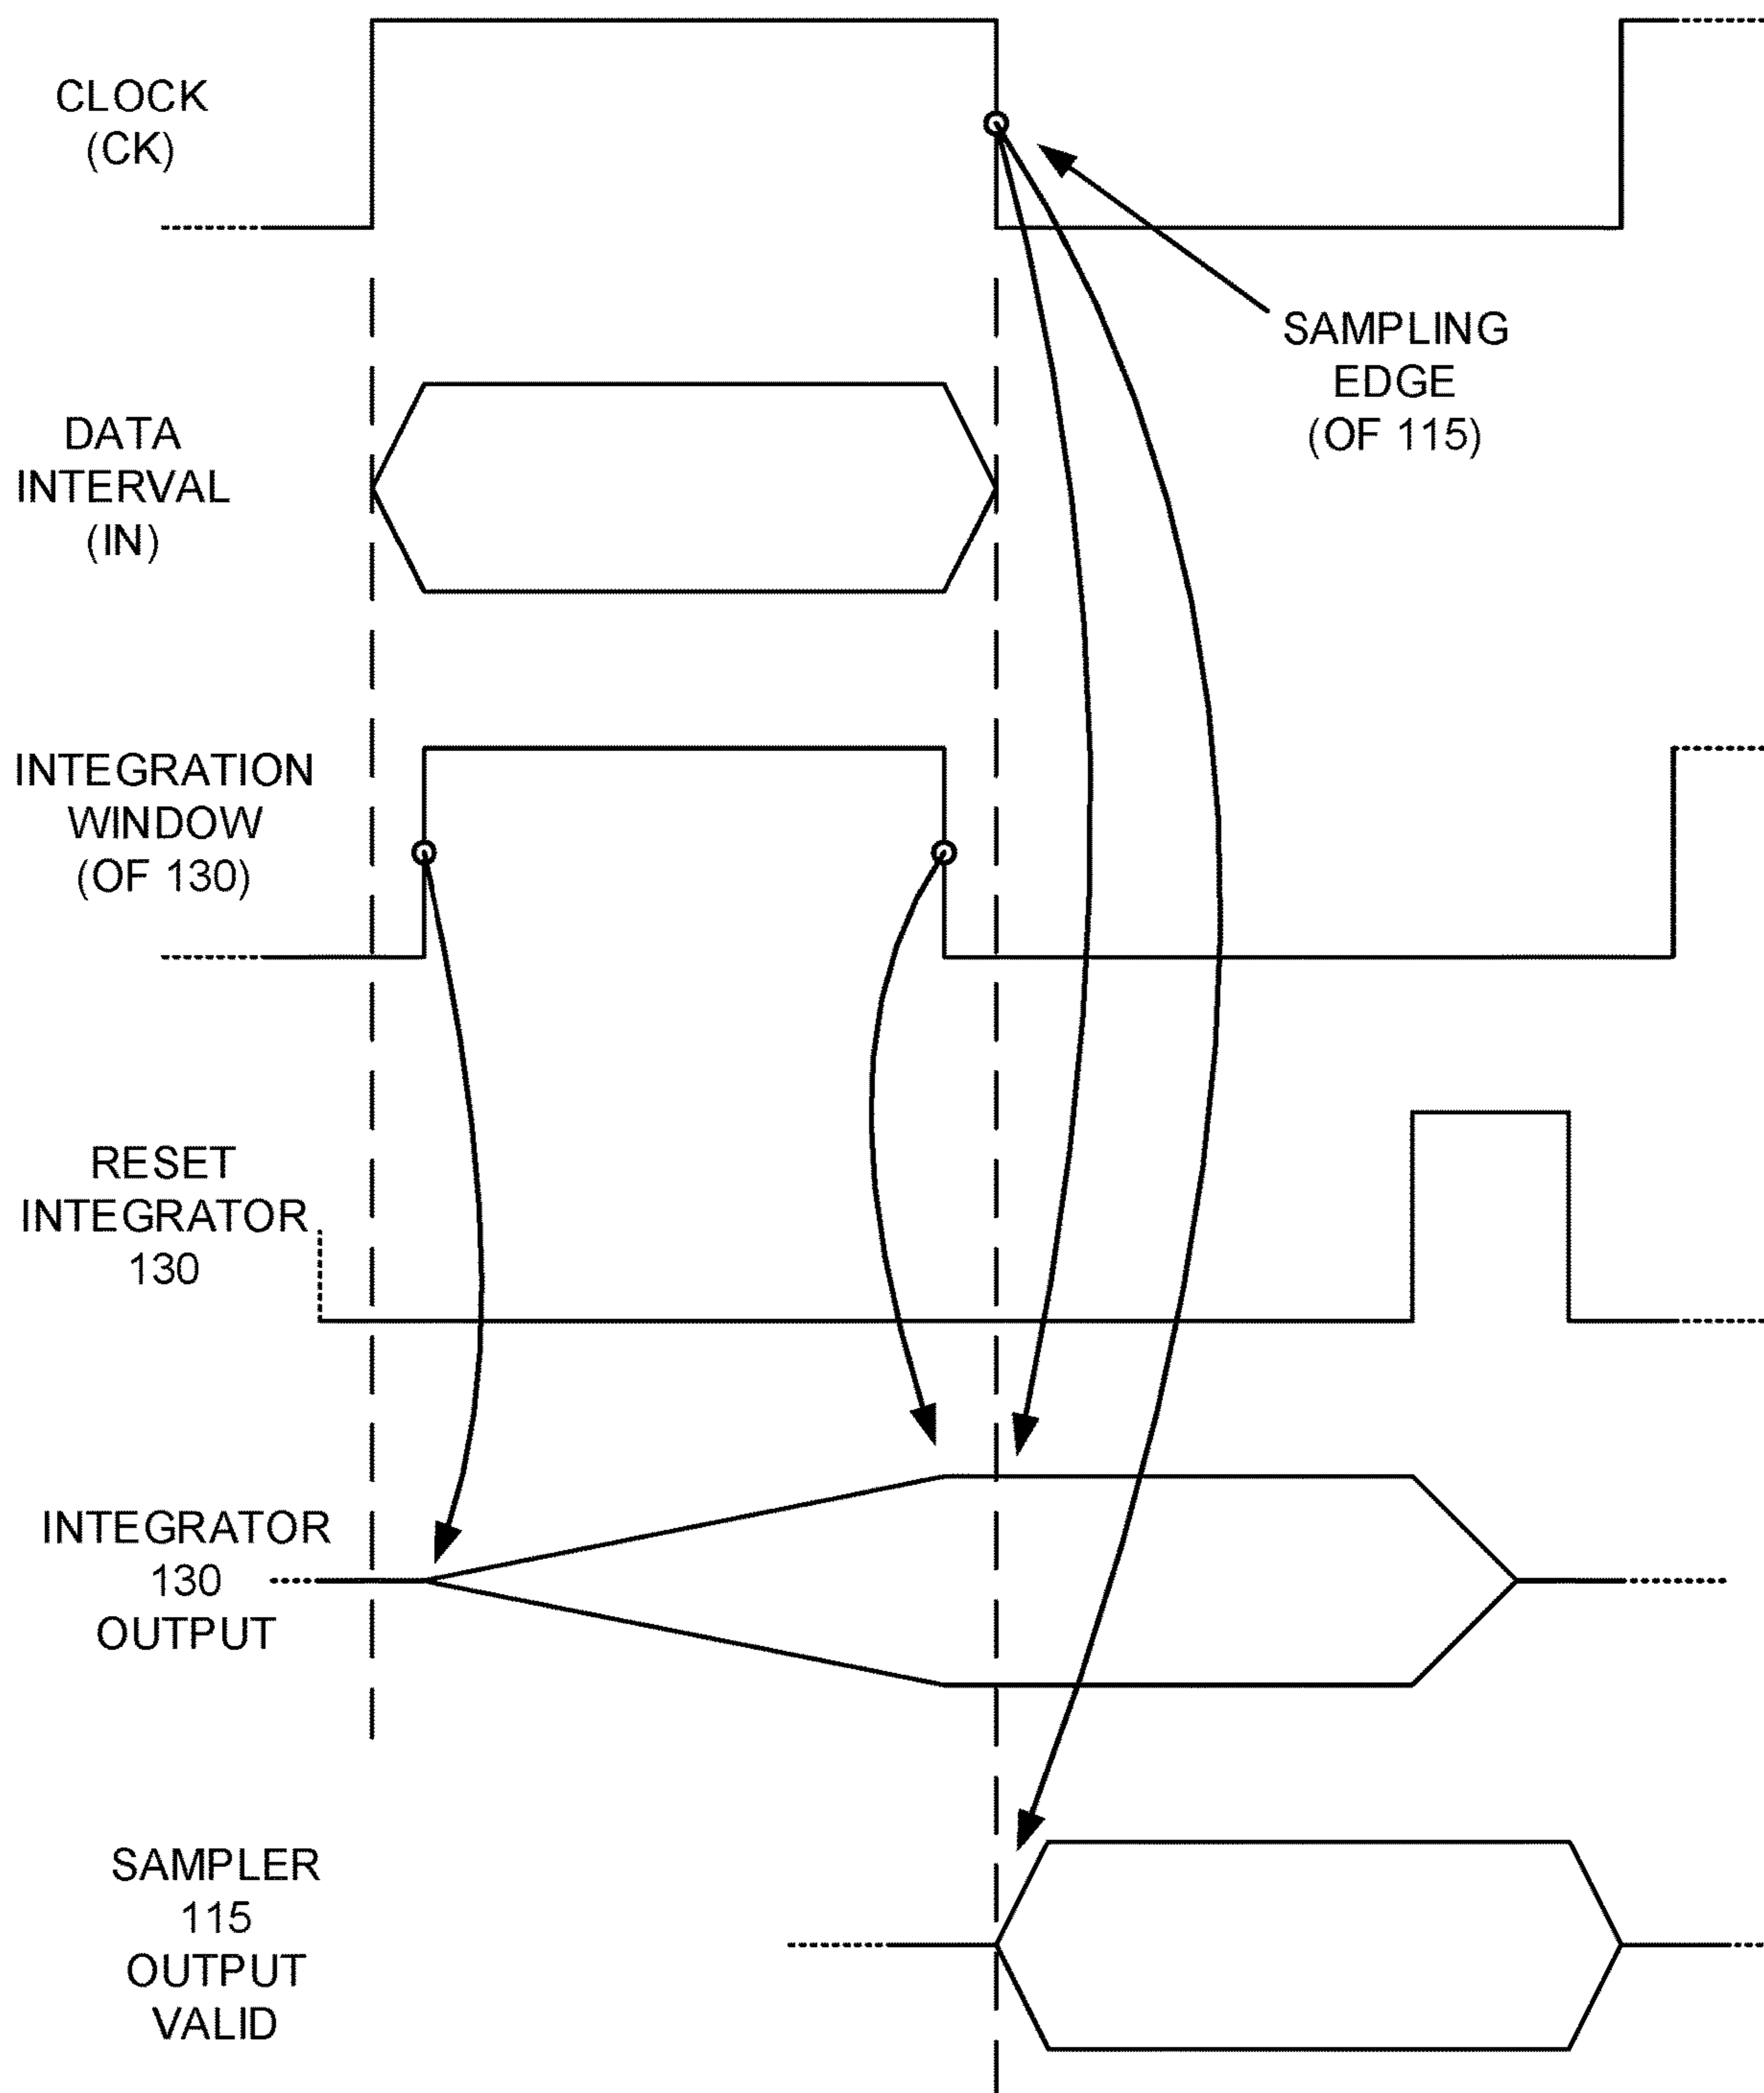 CLOCK
(CK)
SAMPLING
EDGE
(OF 115)
DATA
INTERVAL
(IN)
INTEGRATION
WINDOW
(OF 130)
RESET
INTEGRATOR
130
INTEGRATOR
130
OUTPUT
SAMPLER
115
OUTPUT
VALID